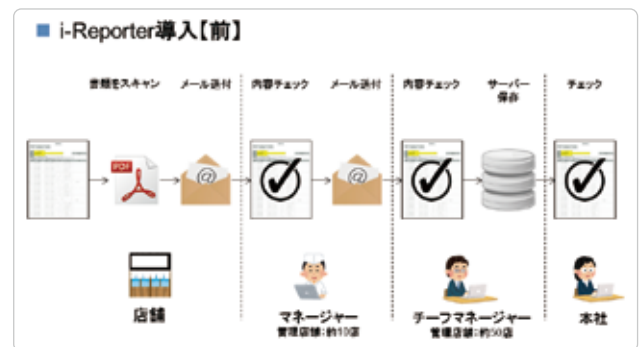 ■ i-Reporter導入【前】
書類をスキャン メール送付 内容チェック メール送付 内容チェック サーバー保存 チェック
PDF
@ @
店舗 マネージャー チーフマネージャー 本社
管理店舗：約10店 管理店舗：約50店